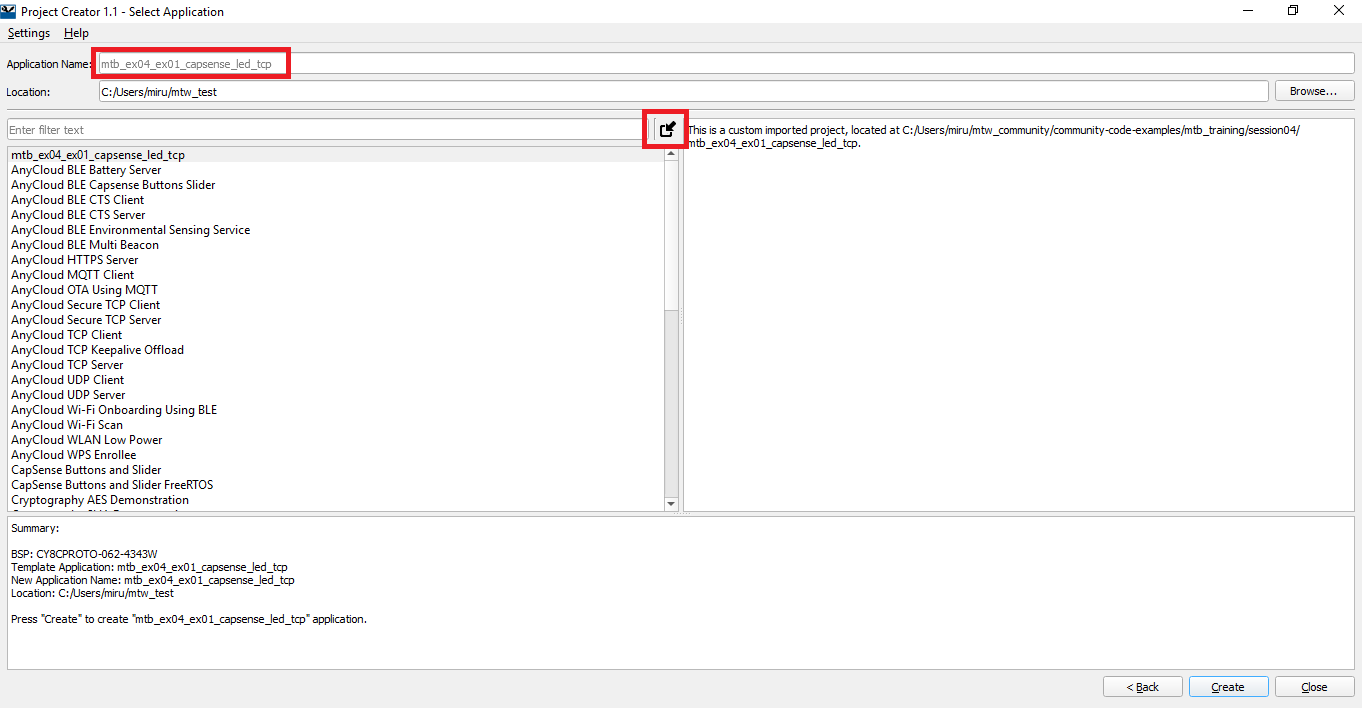 Project Creator 1.1 - Select Application
Settings Help
Application Name: mtb_ex04_ex01_capsense_led_tcp
Location: C:/Users/miru/mtw_test Browse...
Enter filter text
This is a custom imported project, located at C:/Users/miru/mtw_community/community-code-examples/mtb_training/session04/
mtb_ex04_ex01_capsense_led_tcp.
mtb_ex04_ex01_capsense_led_tcp
AnyCloud BLE Battery Server
AnyCloud BLE Capsense Buttons Slider
AnyCloud BLE CTS Client
AnyCloud BLE CTS Server
AnyCloud BLE Environmental Sensing Service
AnyCloud BLE Multi Beacon
AnyCloud HTTPS Server
AnyCloud MQTT Client
AnyCloud OTA Using MQTT
AnyCloud Secure TCP Client
AnyCloud Secure TCP Server
AnyCloud TCP Client
AnyCloud TCP Keepalive Offload
AnyCloud TCP Server
AnyCloud UDP Client
AnyCloud UDP Server
AnyCloud Wi-Fi Onboarding Using BLE
AnyCloud Wi-Fi Scan
AnyCloud WLAN Low Power
AnyCloud WPS Enrollee
CapSense Buttons and Slider
CapSense Buttons and Slider FreeRTOS
Cryptography AES Demonstration
Summary:
BSP: CY8CPROTO-062-4343W
Template Application: mtb_ex04_ex01_capsense_led_tcp
New Application Name: mtb_ex04_ex01_capsense_led_tcp
Location: C:/Users/miru/mtw_test
Press "Create" to create "mtb_ex04_ex01_capsense_led_tcp" application.
< Back Create Close